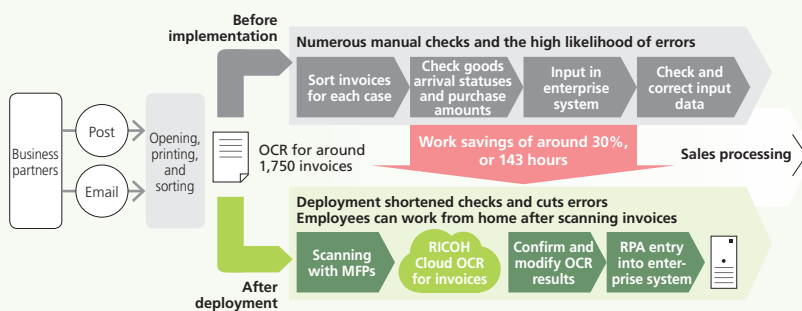 Before
implementation
Numerous manual checks and the high likelihood of errors
Sort invoices
for each case
Check goods
arrival statuses
and purchase
amounts
Input in
enterprise
system
Check and
correct input
data
Business
partners
Post
Email
Opening,
printing,
and
sorting
OCR for around
1,750 invoices
Work savings of around 30%,
or 143 hours
Sales processing
Deployment shortened checks and cuts errors
Employees can work from home after scanning invoices
Scanning
with MFPs
RICOH
Cloud OCR
for invoices
Confirm and
modify OCR
results
RPA entry
into enter-
prise system
After
deployment